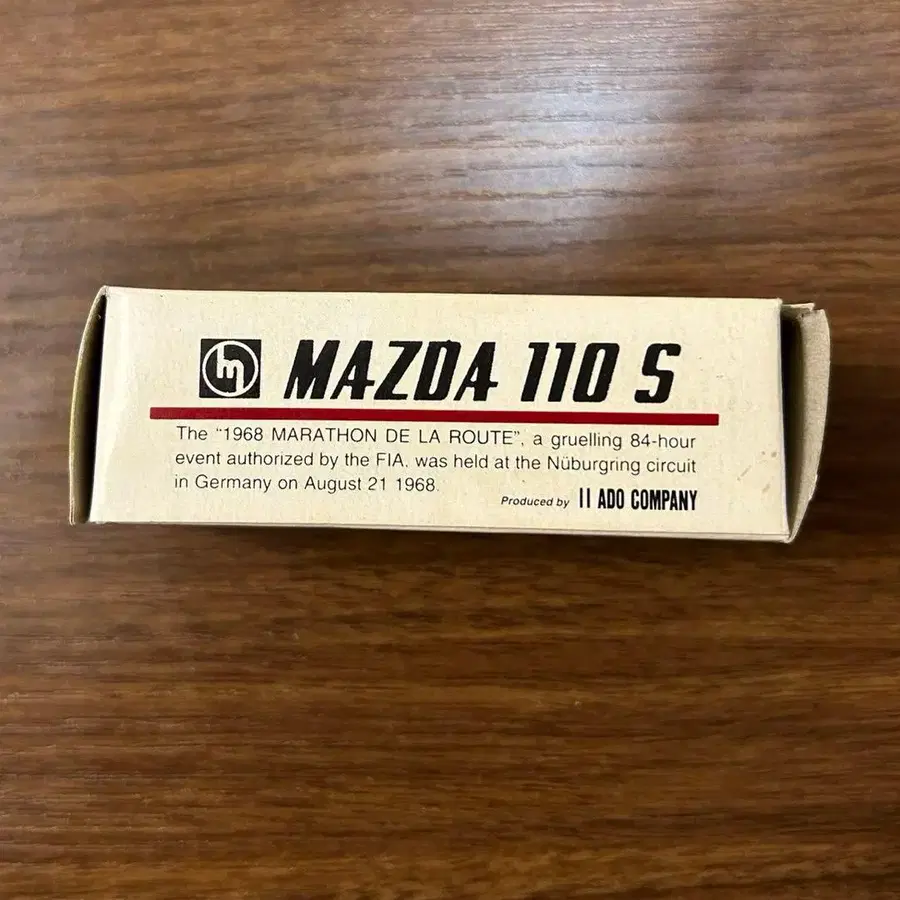 m MAZDA 110 S
The "1968 MARATHON DE LA ROUTE", a gruelling 84-hour
event authorized by the FIA, was held at the Nüburgring circuit
in Germany on August 21 1968.
Produced by II ADO COMPANY